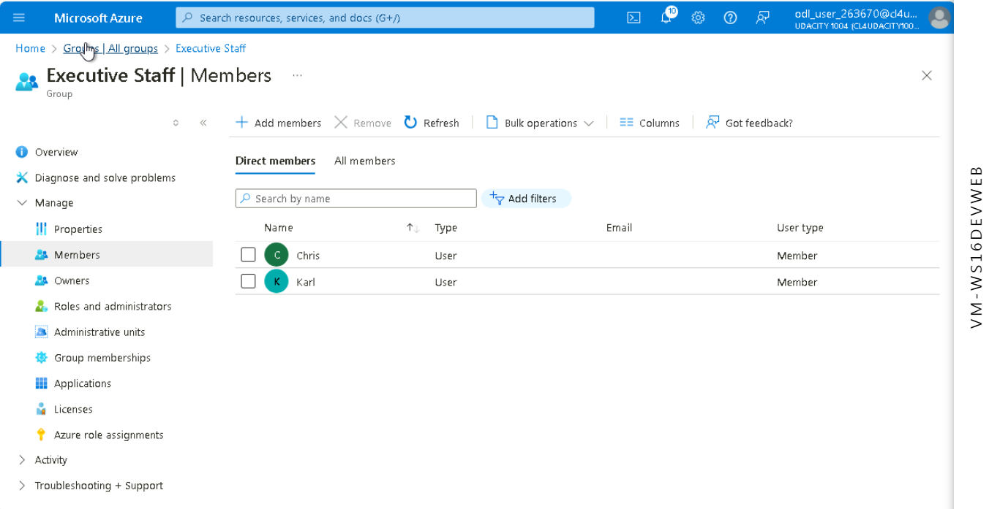 Microsoft Azure
Search resources, services, and docs (G+/)
10
odl_user_263670@cl4u...
UDACITY 1004 (CL4UDACITY100...
Home > Groups | All groups > Executive Staff
Executive Staff | Members ...
Group
Add members Remove Refresh Bulk operations Columns Got feedback?
Overview
Diagnose and solve problems
Manage
Properties
Members
Owners
Roles and administrators
Administrative units
Group memberships
Applications
Licenses
Azure role assignments
Activity
Troubleshooting + Support
Direct members All members
Search by name Add filters
Name Type Email User type
C Chris User Member
K Karl User Member
VM-WS16DEVWEB